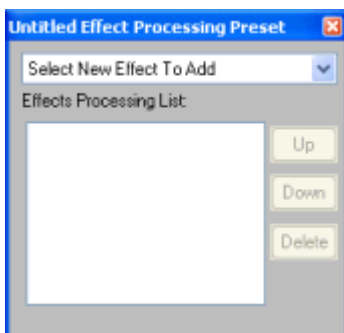 Untitled Effect Processing Preset
Select New Effect To Add
Effects Processing List:
Up
Down
Delete